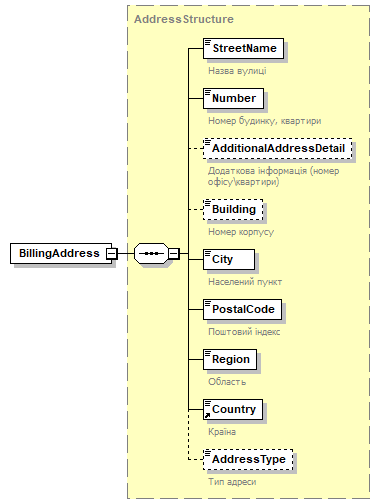 AddressStructure
StreetName
Назва вулиці
Number
Номер будинку, квартири
AdditionalAddressDetail
Додаткова інформація (номер
офісу\квартири)
Building
Номер корпусу
BillingAddress
City
Населений пункт
PostalCode
Поштовий індекс
Region
Область
Country
Країна
AddressType
Тип адреси